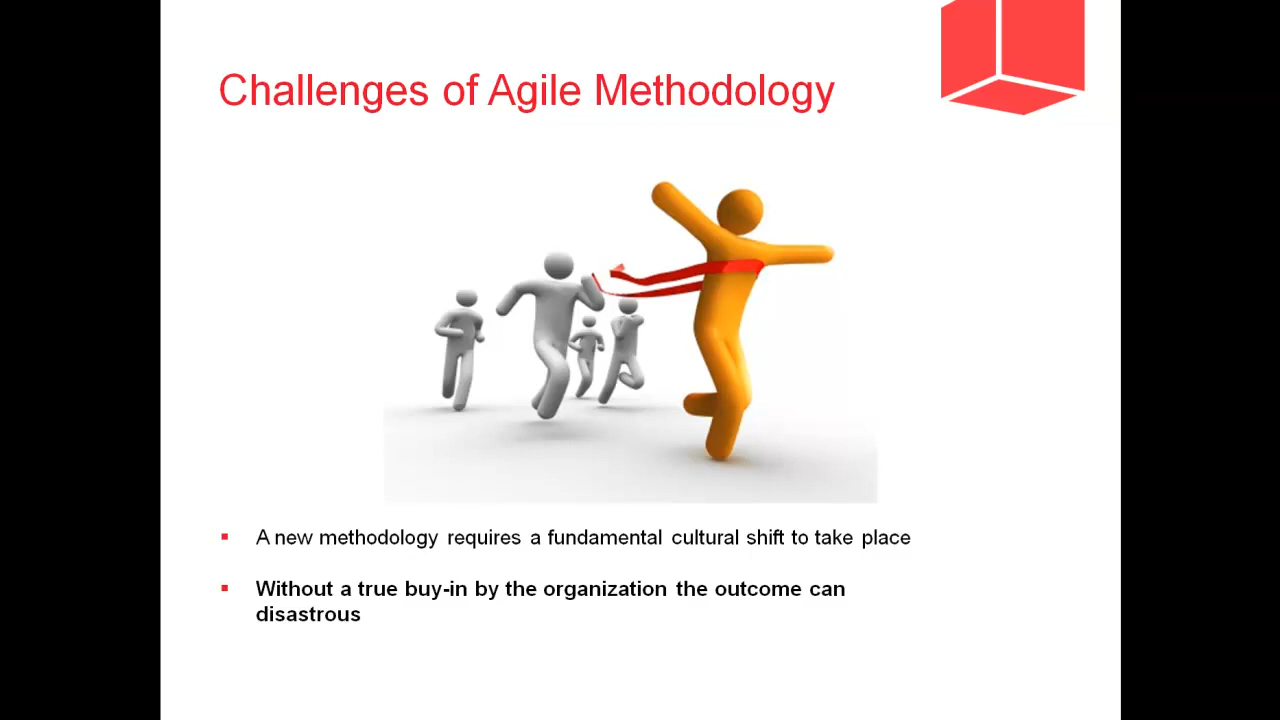 Challenges of Agile Methodology
A new methodology requires a fundamental cultural shift to take place
Without a true buy-in by the organization the outcome can
disastrous